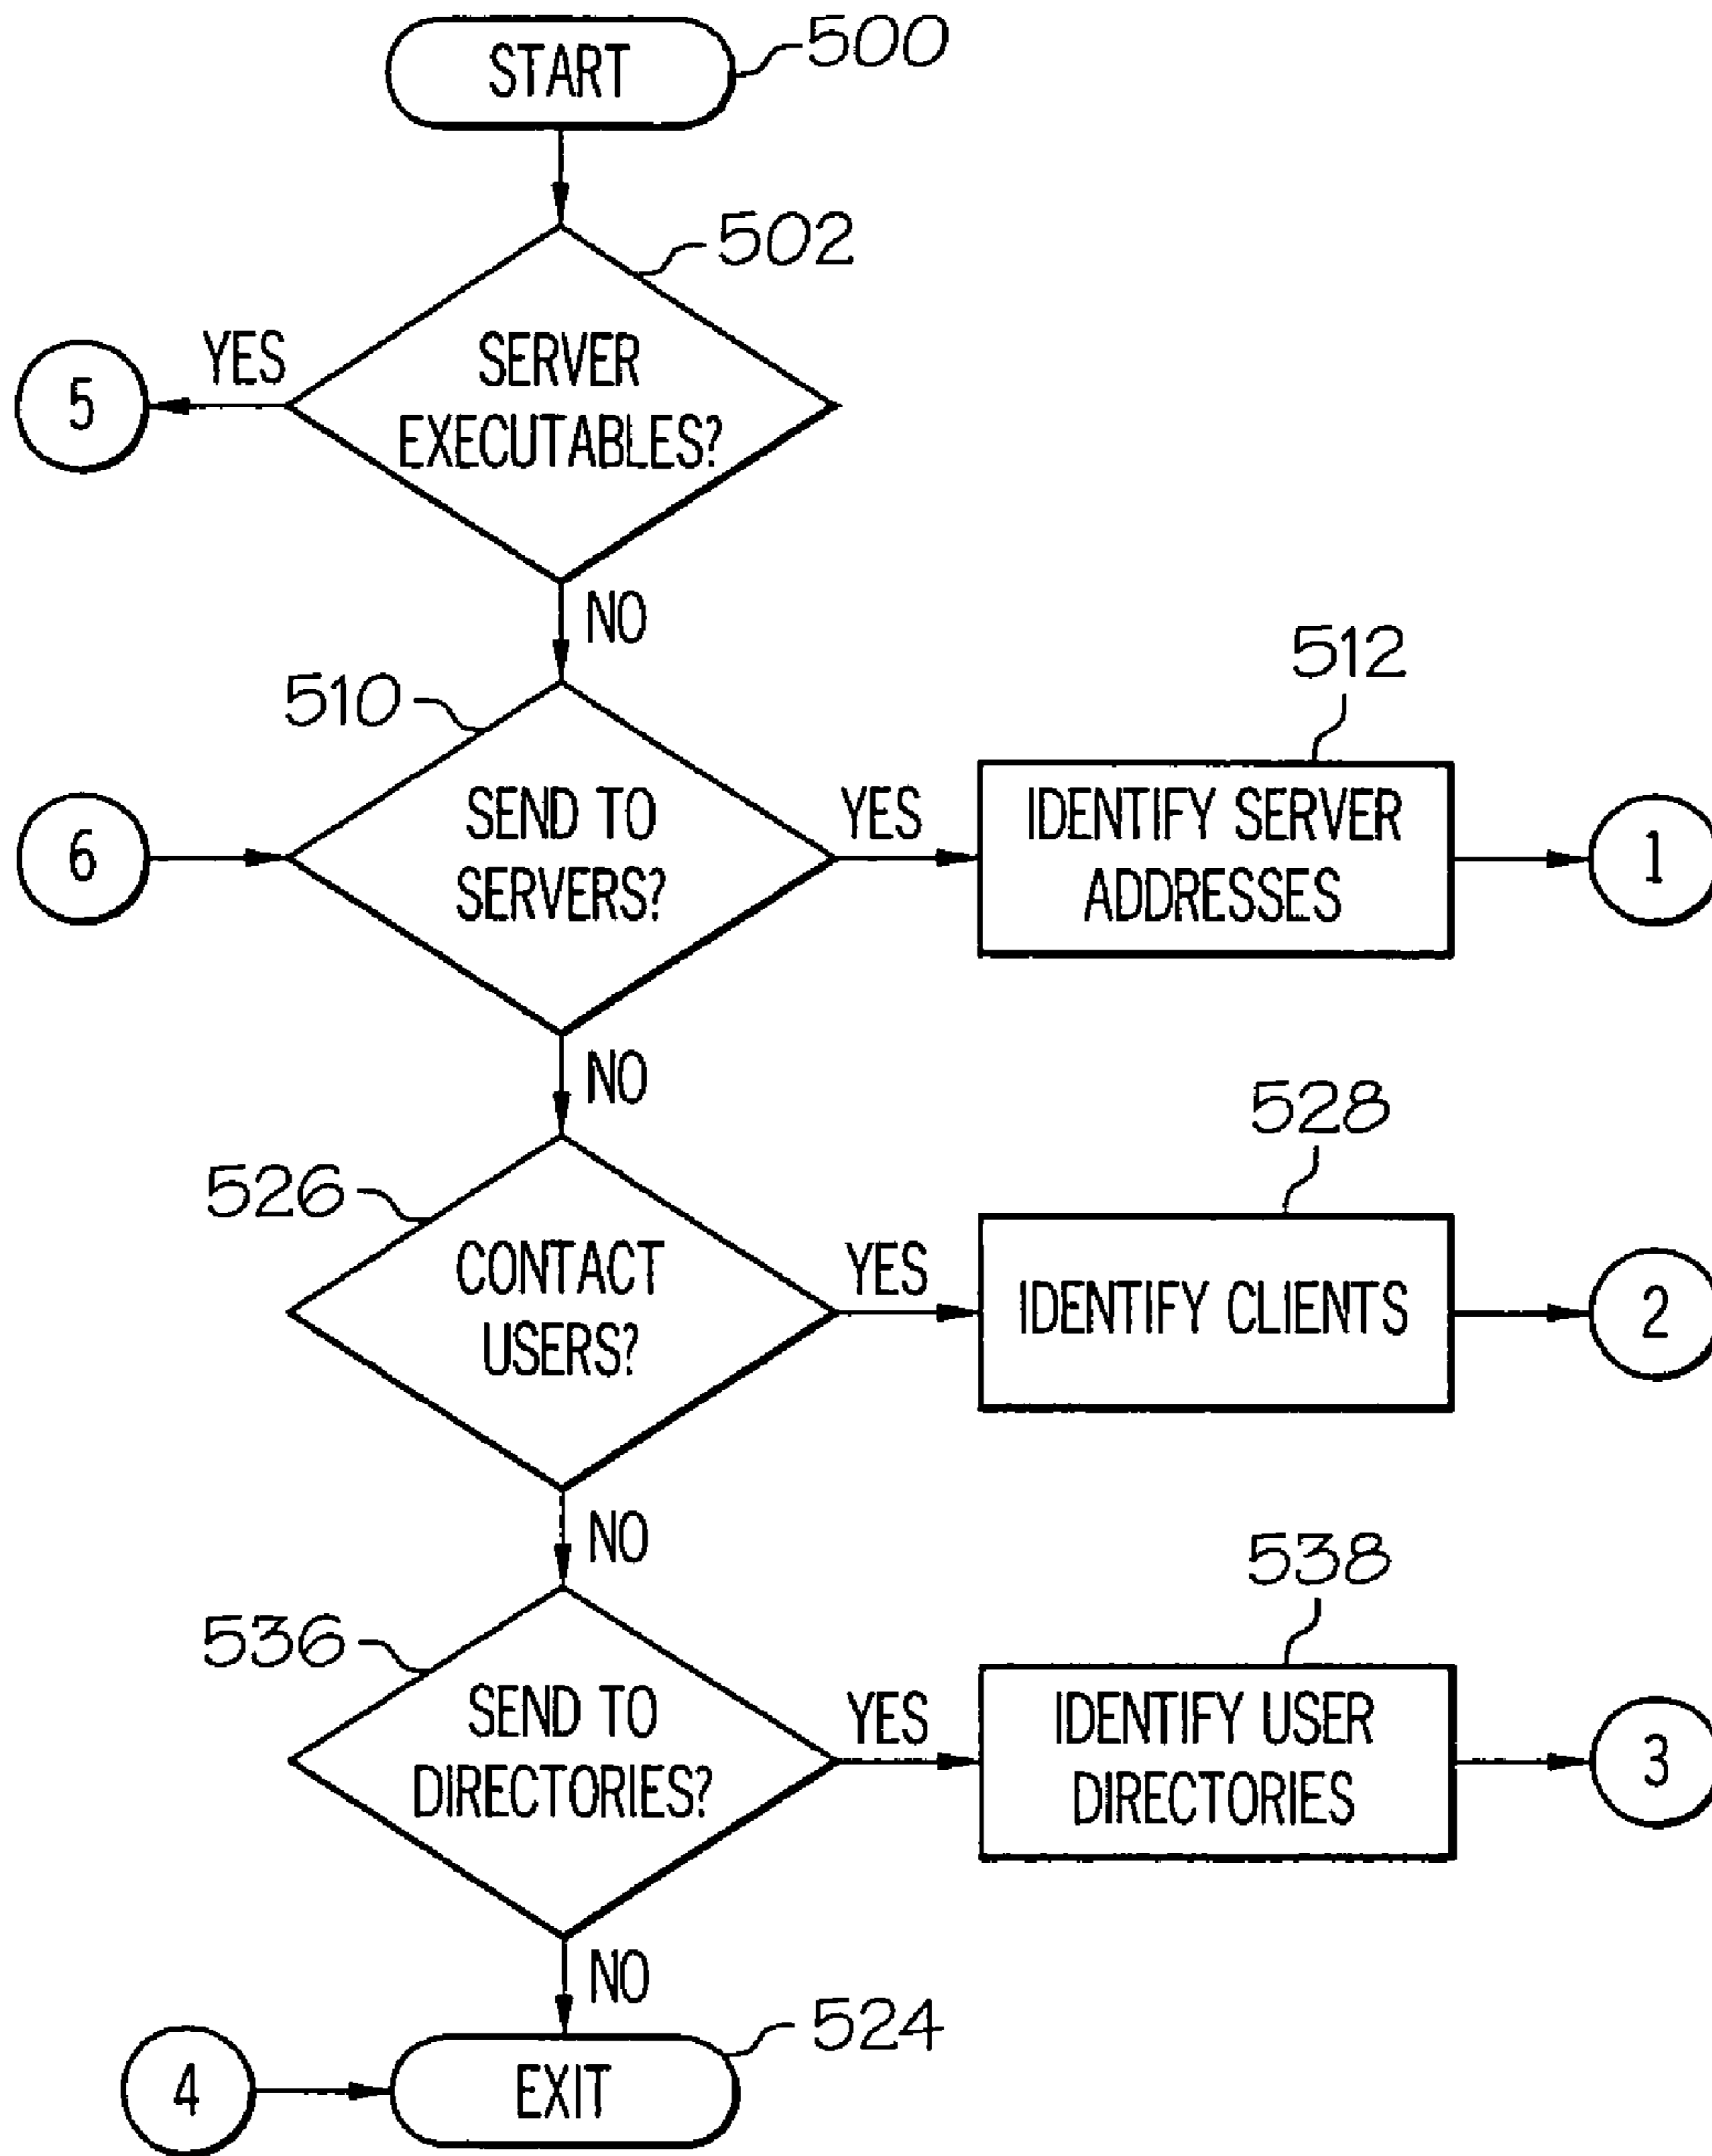 START
500
502
SERVER
EXECUTABLES?
YES
5
NO
510
512
6
SEND TO
SERVERS?
YES
IDENTIFY SERVER
ADDRESSES
1
NO
526
528
CONTACT
USERS?
YES
IDENTIFY CLIENTS
2
NO
536
538
SEND TO
DIRECTORIES?
YES
IDENTIFY USER
DIRECTORIES
3
NO
524
4
EXIT